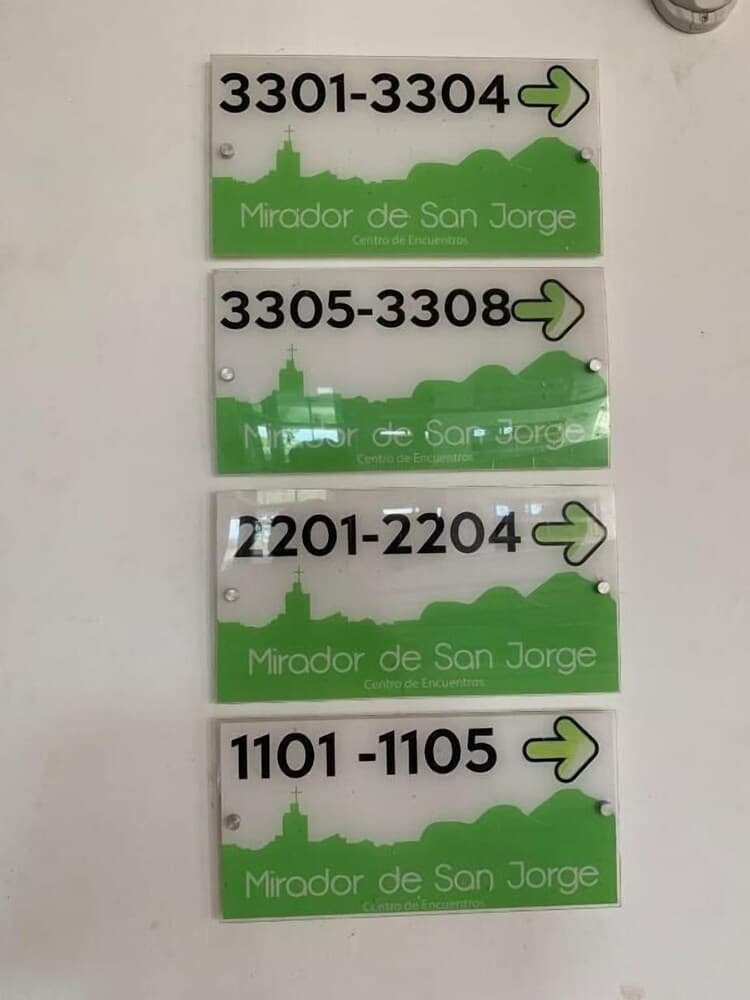 3301-3304
Mirador de San Jorge
Centro de Encuentros
3305-3308
Mirador de San Jorge
Centro de Encuentros
2201-2204
Mirador de San Jorge
Centro de Encuentros
1101 -1105
Mirador de San Jorge
Centro de Encuentros